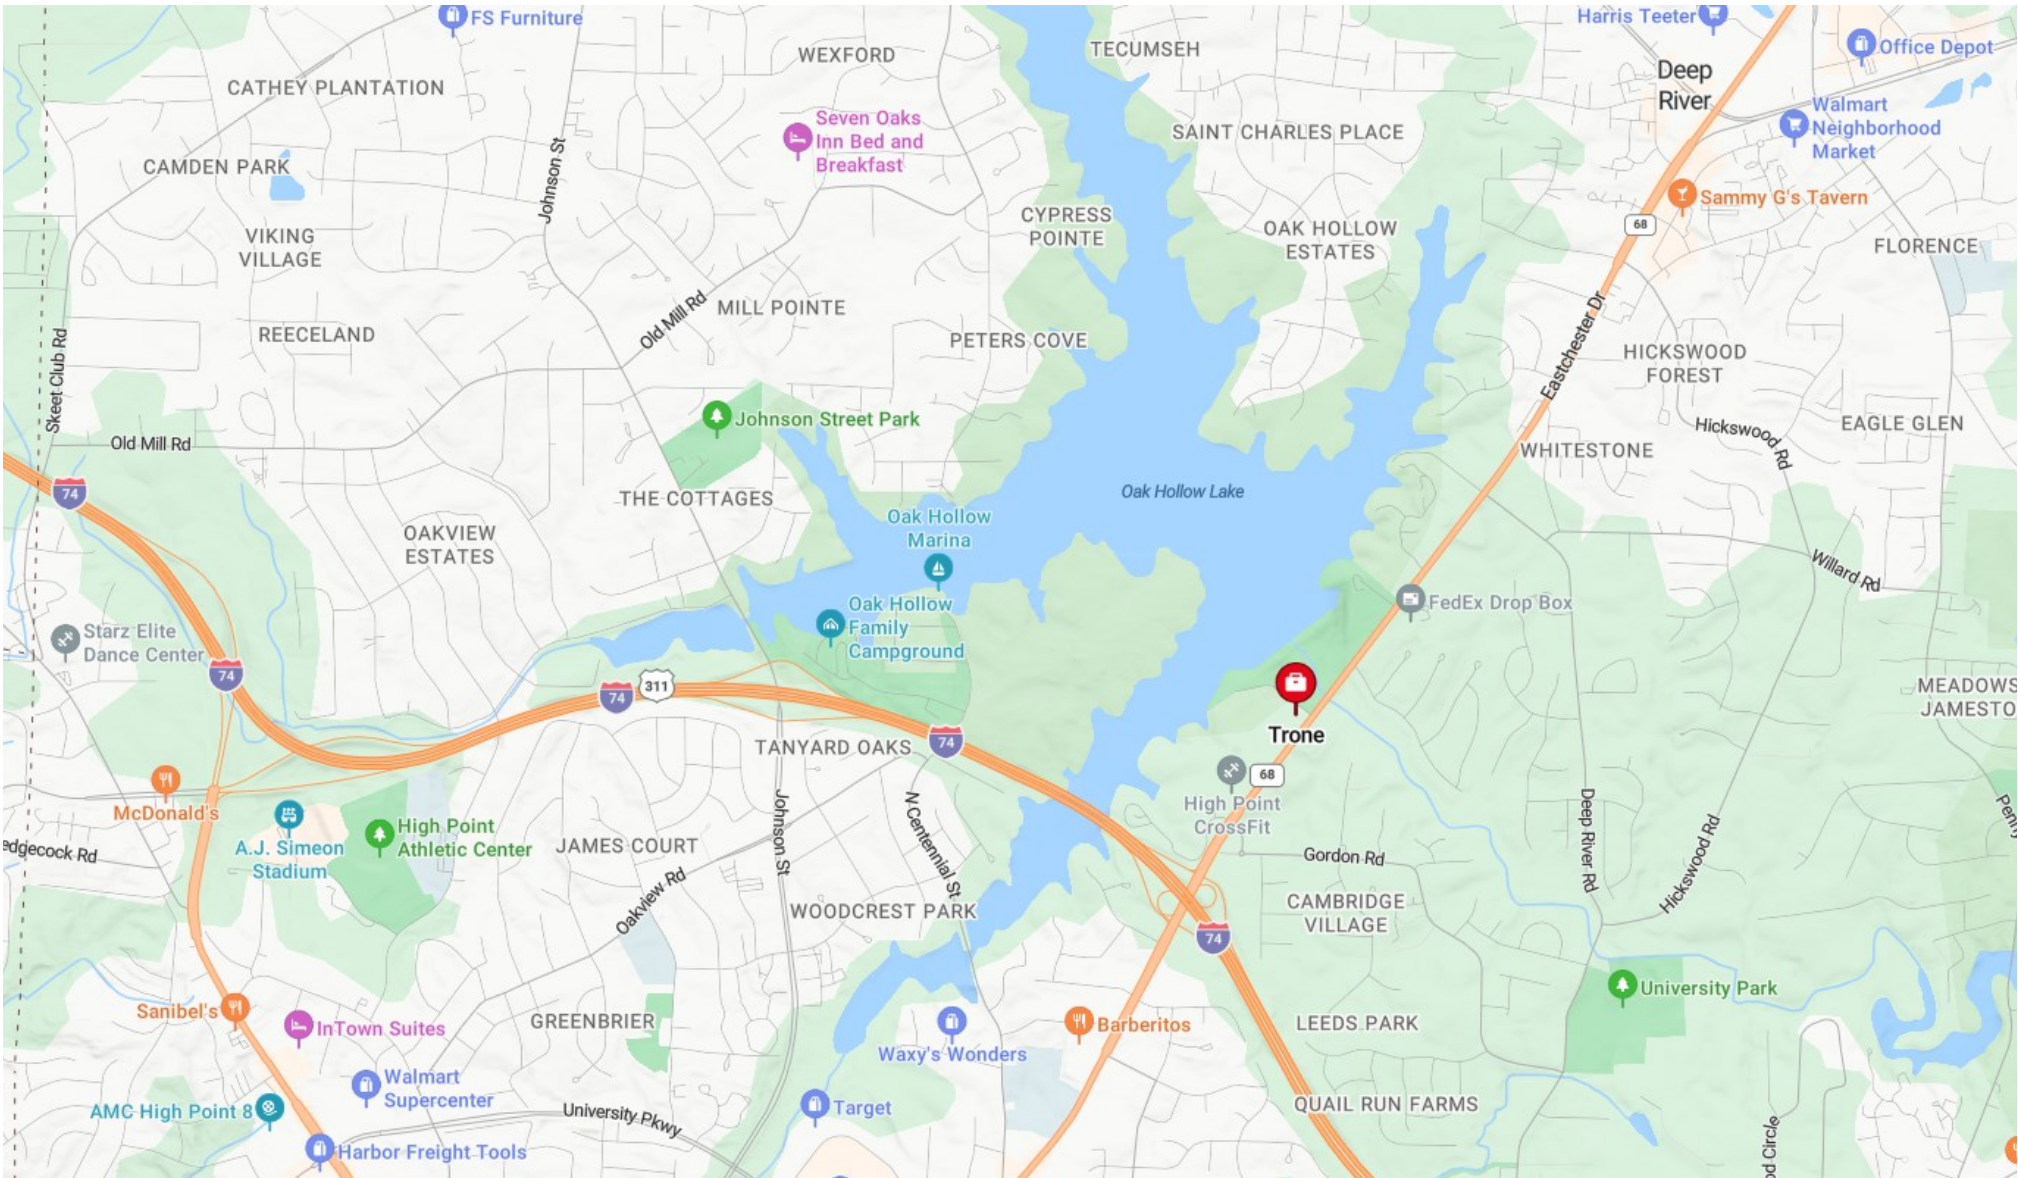 FS Furniture
CATHEY PLANTATION
WEXFORD
TECUMSEH
Harris Teeter
Office Depot
Deep
River
Seven Oaks
Inn Bed and
Breakfast
SAINT CHARLES PLACE
Walmart
Neighborhood
Market
CAMDEN PARK
Johnson St
Sammy G's Tavern
VIKING
VILLAGE
CYPRESS
POINTE
OAK HOLLOW
ESTATES
68
FLORENCE
REECELAND
Old Mill Rd
MILL POINTE
PETERS COVE
Eastchester Dr
HICKSWOOD
FOREST
Skeet Club Rd
Old Mill Rd
Johnson Street Park
Hickswood Rd
EAGLE GLEN
WHITESTONE
74
THE COTTAGES
Oak Hollow Lake
OAKVIEW
ESTATES
Oak Hollow
Marina
Willard Rd
Starz Elite
Dance Center
Oak Hollow
Family
Campground
FedEx Drop Box
74
74
311
MEADOWS
JAMESTO
Trone
TANYARD OAKS
74
68
McDonald's
High Point
CrossFit
A.J. Simeon
Stadium
High Point
Athletic Center
JAMES COURT
Johnson St
N Centennial St
Deep River Rd
Penny
edgecock Rd
Oakview Rd
Gordon Rd
Hickswood Rd
WOODCREST PARK
CAMBRIDGE
VILLAGE
74
University Park
Sanibel's
InTown Suites
GREENBRIER
Waxy's Wonders
Barberitos
LEEDS PARK
Walmart
Supercenter
AMC High Point 8
University Pkwy
Target
QUAIL RUN FARMS
Harbor Freight Tools
od Circle